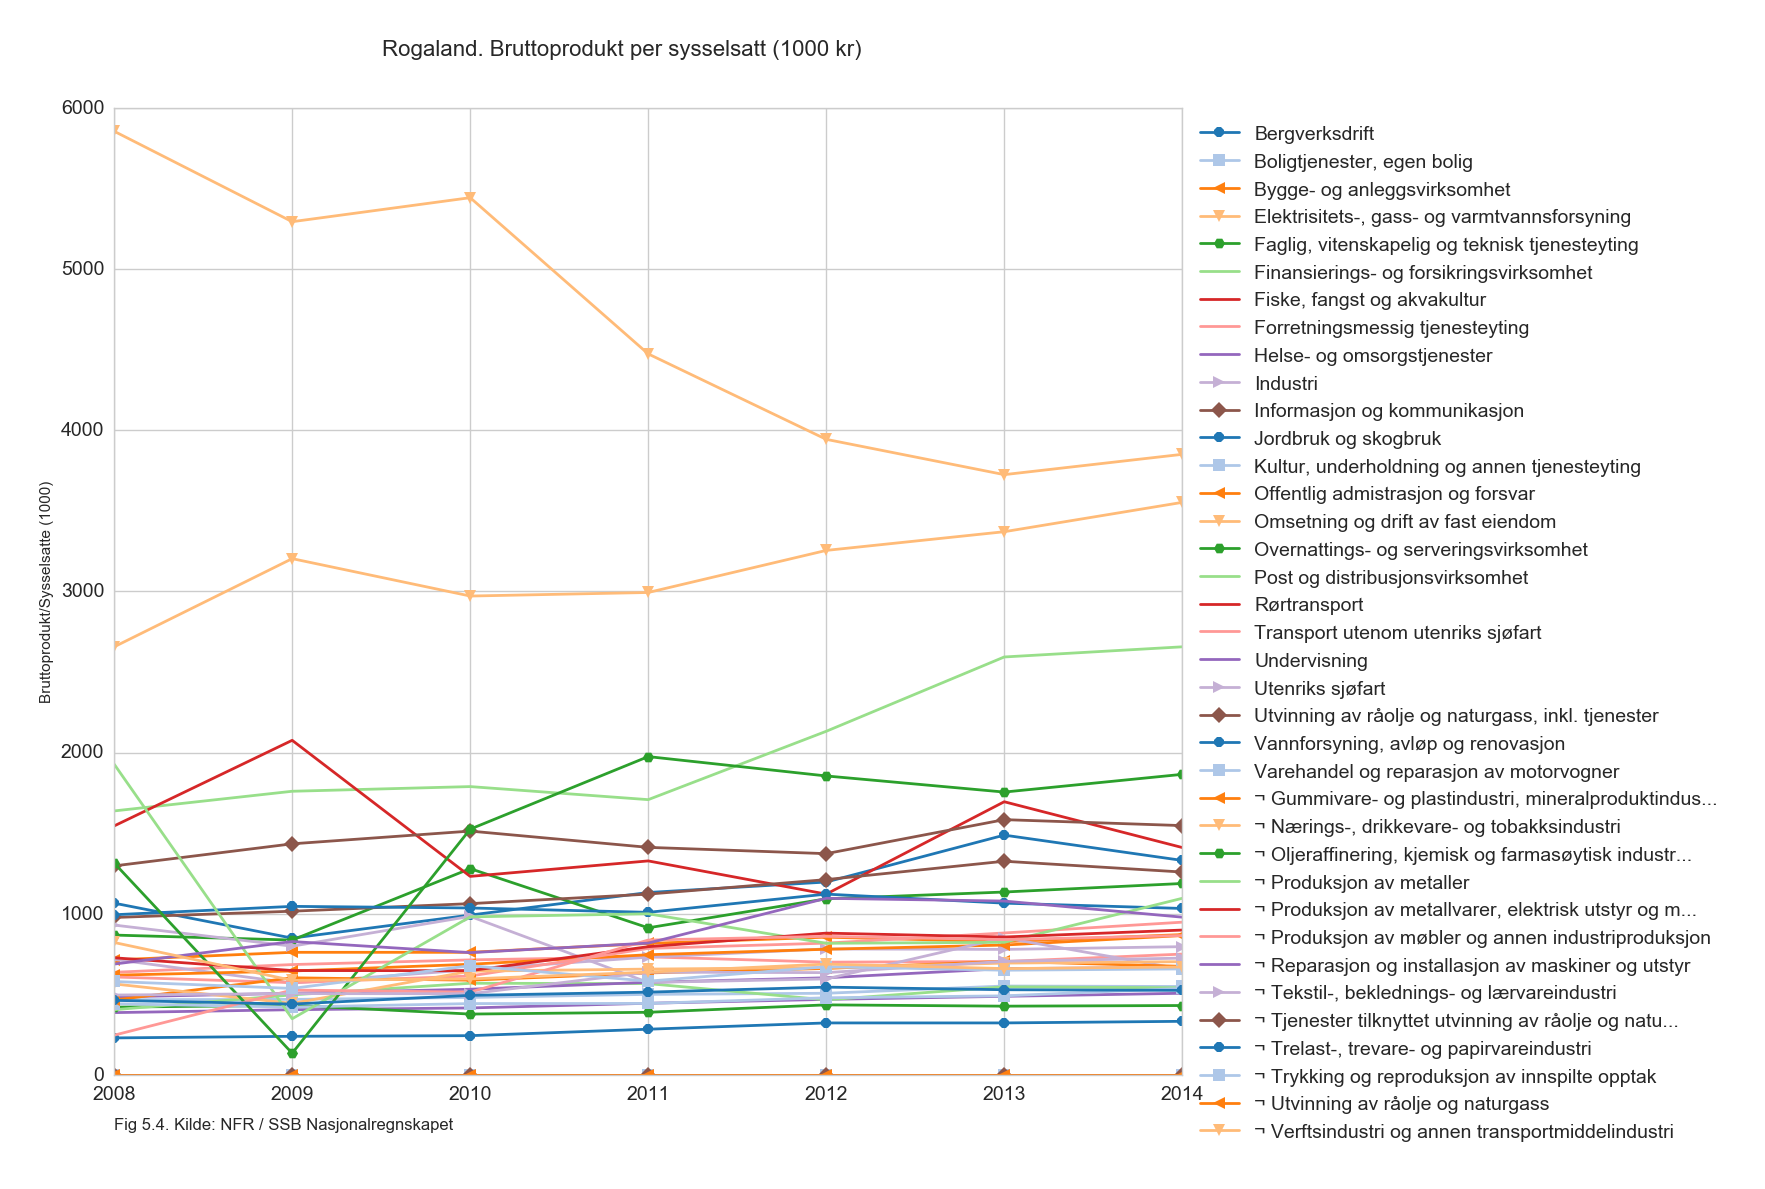 Rogaland. Bruttoprodukt per sysselsatt (1000 kr)
Bruttoprodukt/Sysselsatte (1000)
6000
5000
4000
3000
2000
1000
0
2008 2009 2010 2011 2012 2013 2014
Bergverksdrift
Boligtjenester, egen bolig
Bygge- og anleggsvirksomhet
Elektrisitets-, gass- og varmtvannsforsyning
Faglig, vitenskapelig og teknisk tjenesteyting
Finansierings- og forsikringsvirksomhet
Fiske, fangst og akvakultur
Forretningsmessig tjenesteyting
Helse- og omsorgstjenester
Industri
Informasjon og kommunikasjon
Jordbruk og skogbruk
Kultur, underholdning og annen tjenesteyting
Offentlig admistrasjon og forsvar
Omsetning og drift av fast eiendom
Overnattings- og serveringsvirksomhet
Post og distribusjonsvirksomhet
Rørtransport
Transport utenom utenriks sjøfart
Undervisning
Utenriks sjøfart
Utvinning av råolje og naturgass, inkl. tjenester
Vannforsyning, avløp og renovasjon
Varehandel og reparasjon av motorvogner
¬ Gummivare- og plastindustri, mineralproduktindus...
¬ Nærings-, drikkevare- og tobakksindustri
¬ Oljeraffinering, kjemisk og farmasøytisk industr...
¬ Produksjon av metaller
¬ Produksjon av metallvarer, elektrisk utstyr og m...
¬ Produksjon av møbler og annen industriproduksjon
¬ Reparasjon og installasjon av maskiner og utstyr
¬ Tekstil-, beklednings- og lærvareindustri
¬ Tjenester tilknyttet utvinning av råolje og natu...
¬ Trelast-, trevare- og papirvareindustri
¬ Trykking og reproduksjon av innspilte opptak
¬ Utvinning av råolje og naturgass
¬ Verftsindustri og annen transportmiddelindustri
Fig 5.4. Kilde: NFR / SSB Nasjonalregnskapet